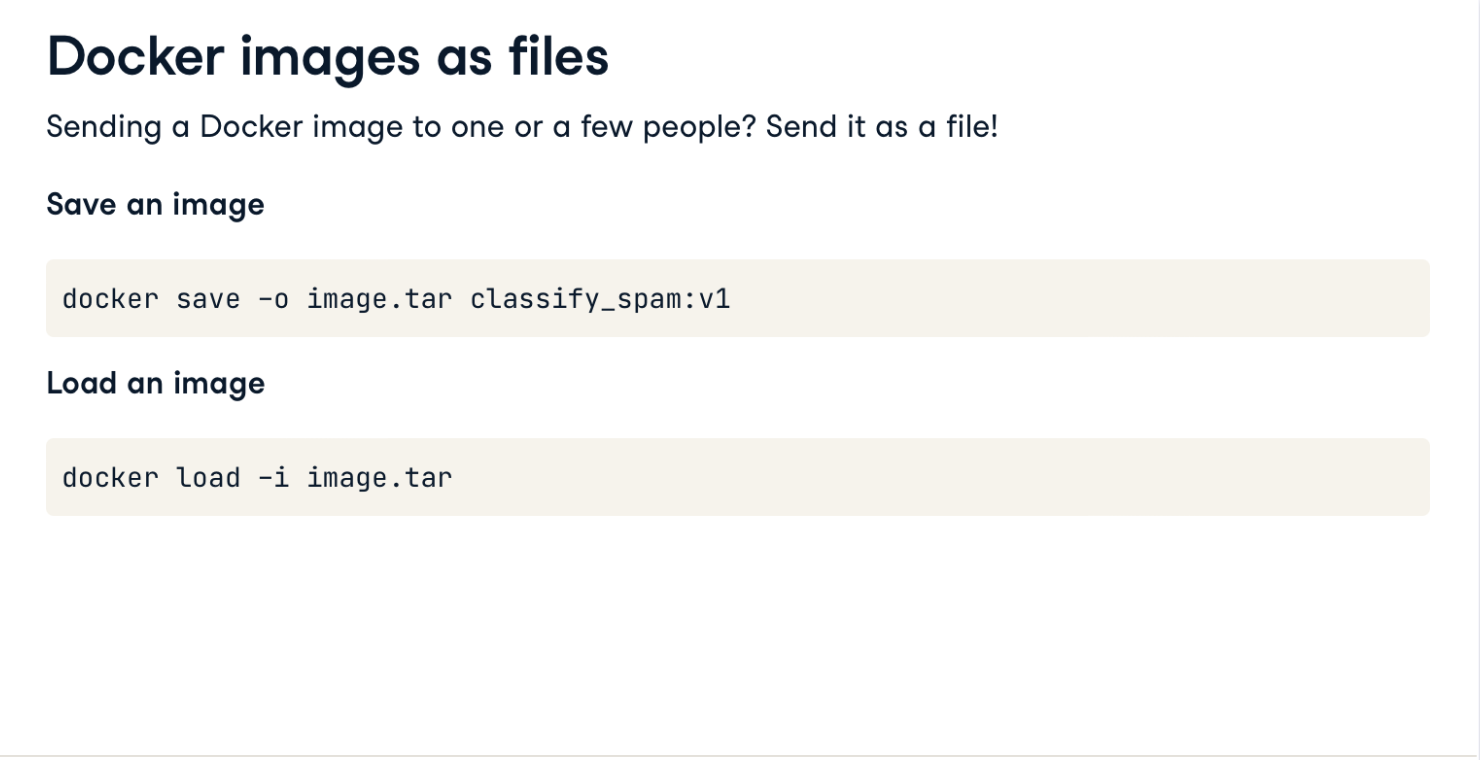 Docker images as files
Sending a Docker image to one or a few people? Send it as a file!
Save an image
docker save -o image.tar classify_spam:v1
Load an image
docker load -i image.tar